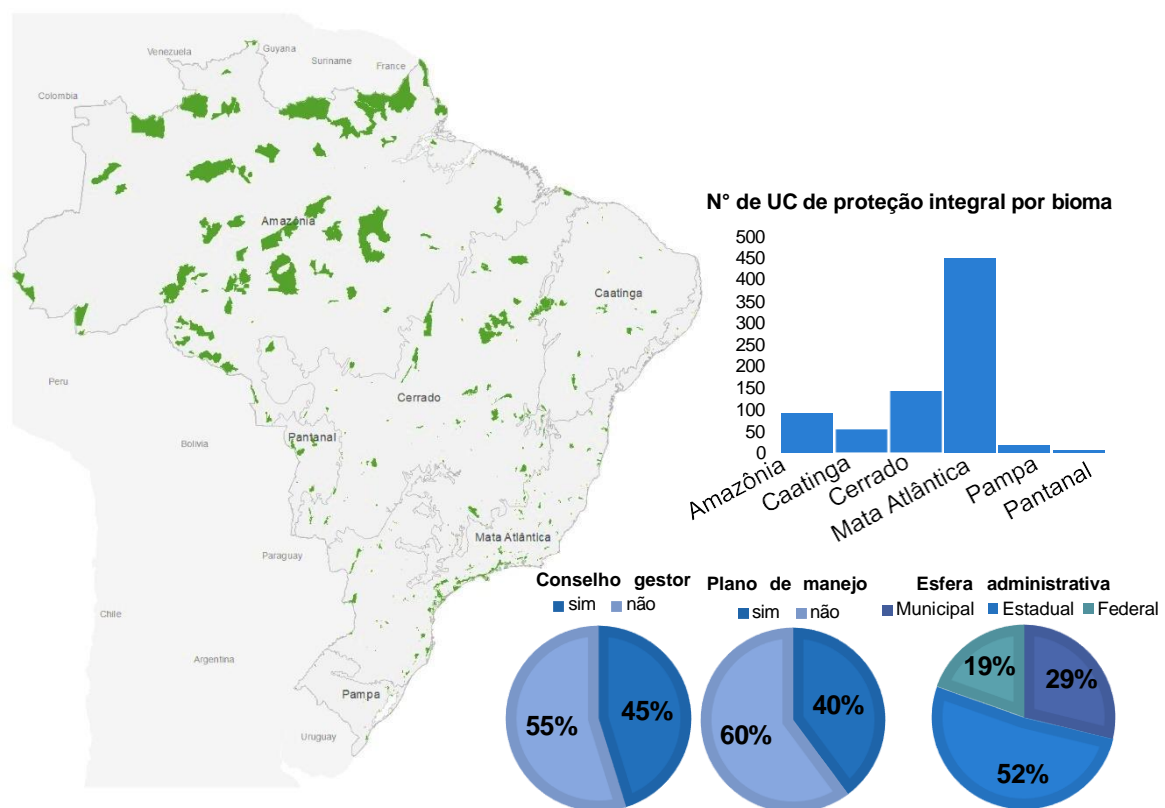 Venezuela
Guyana
Suriname
France
Colombia
Amazônia
Caatinga
Peru
Cerrado
Bolivia
Pantanal
Mata Atlântica
Paraguay
Chile
Argentina
Pampa
Uruguay
N° de UC de proteção integral por bioma
500
450
400
350
300
250
200
150
100
50
0
Amazônia
Caatinga
Cerrado
Mata Atlântica
Pampa
Pantanal
Conselho gestor
sim não
55%
45%
Plano de manejo
sim não
60%
40%
Esfera administrativa
Municipal Estadual Federal
19%
29%
52%